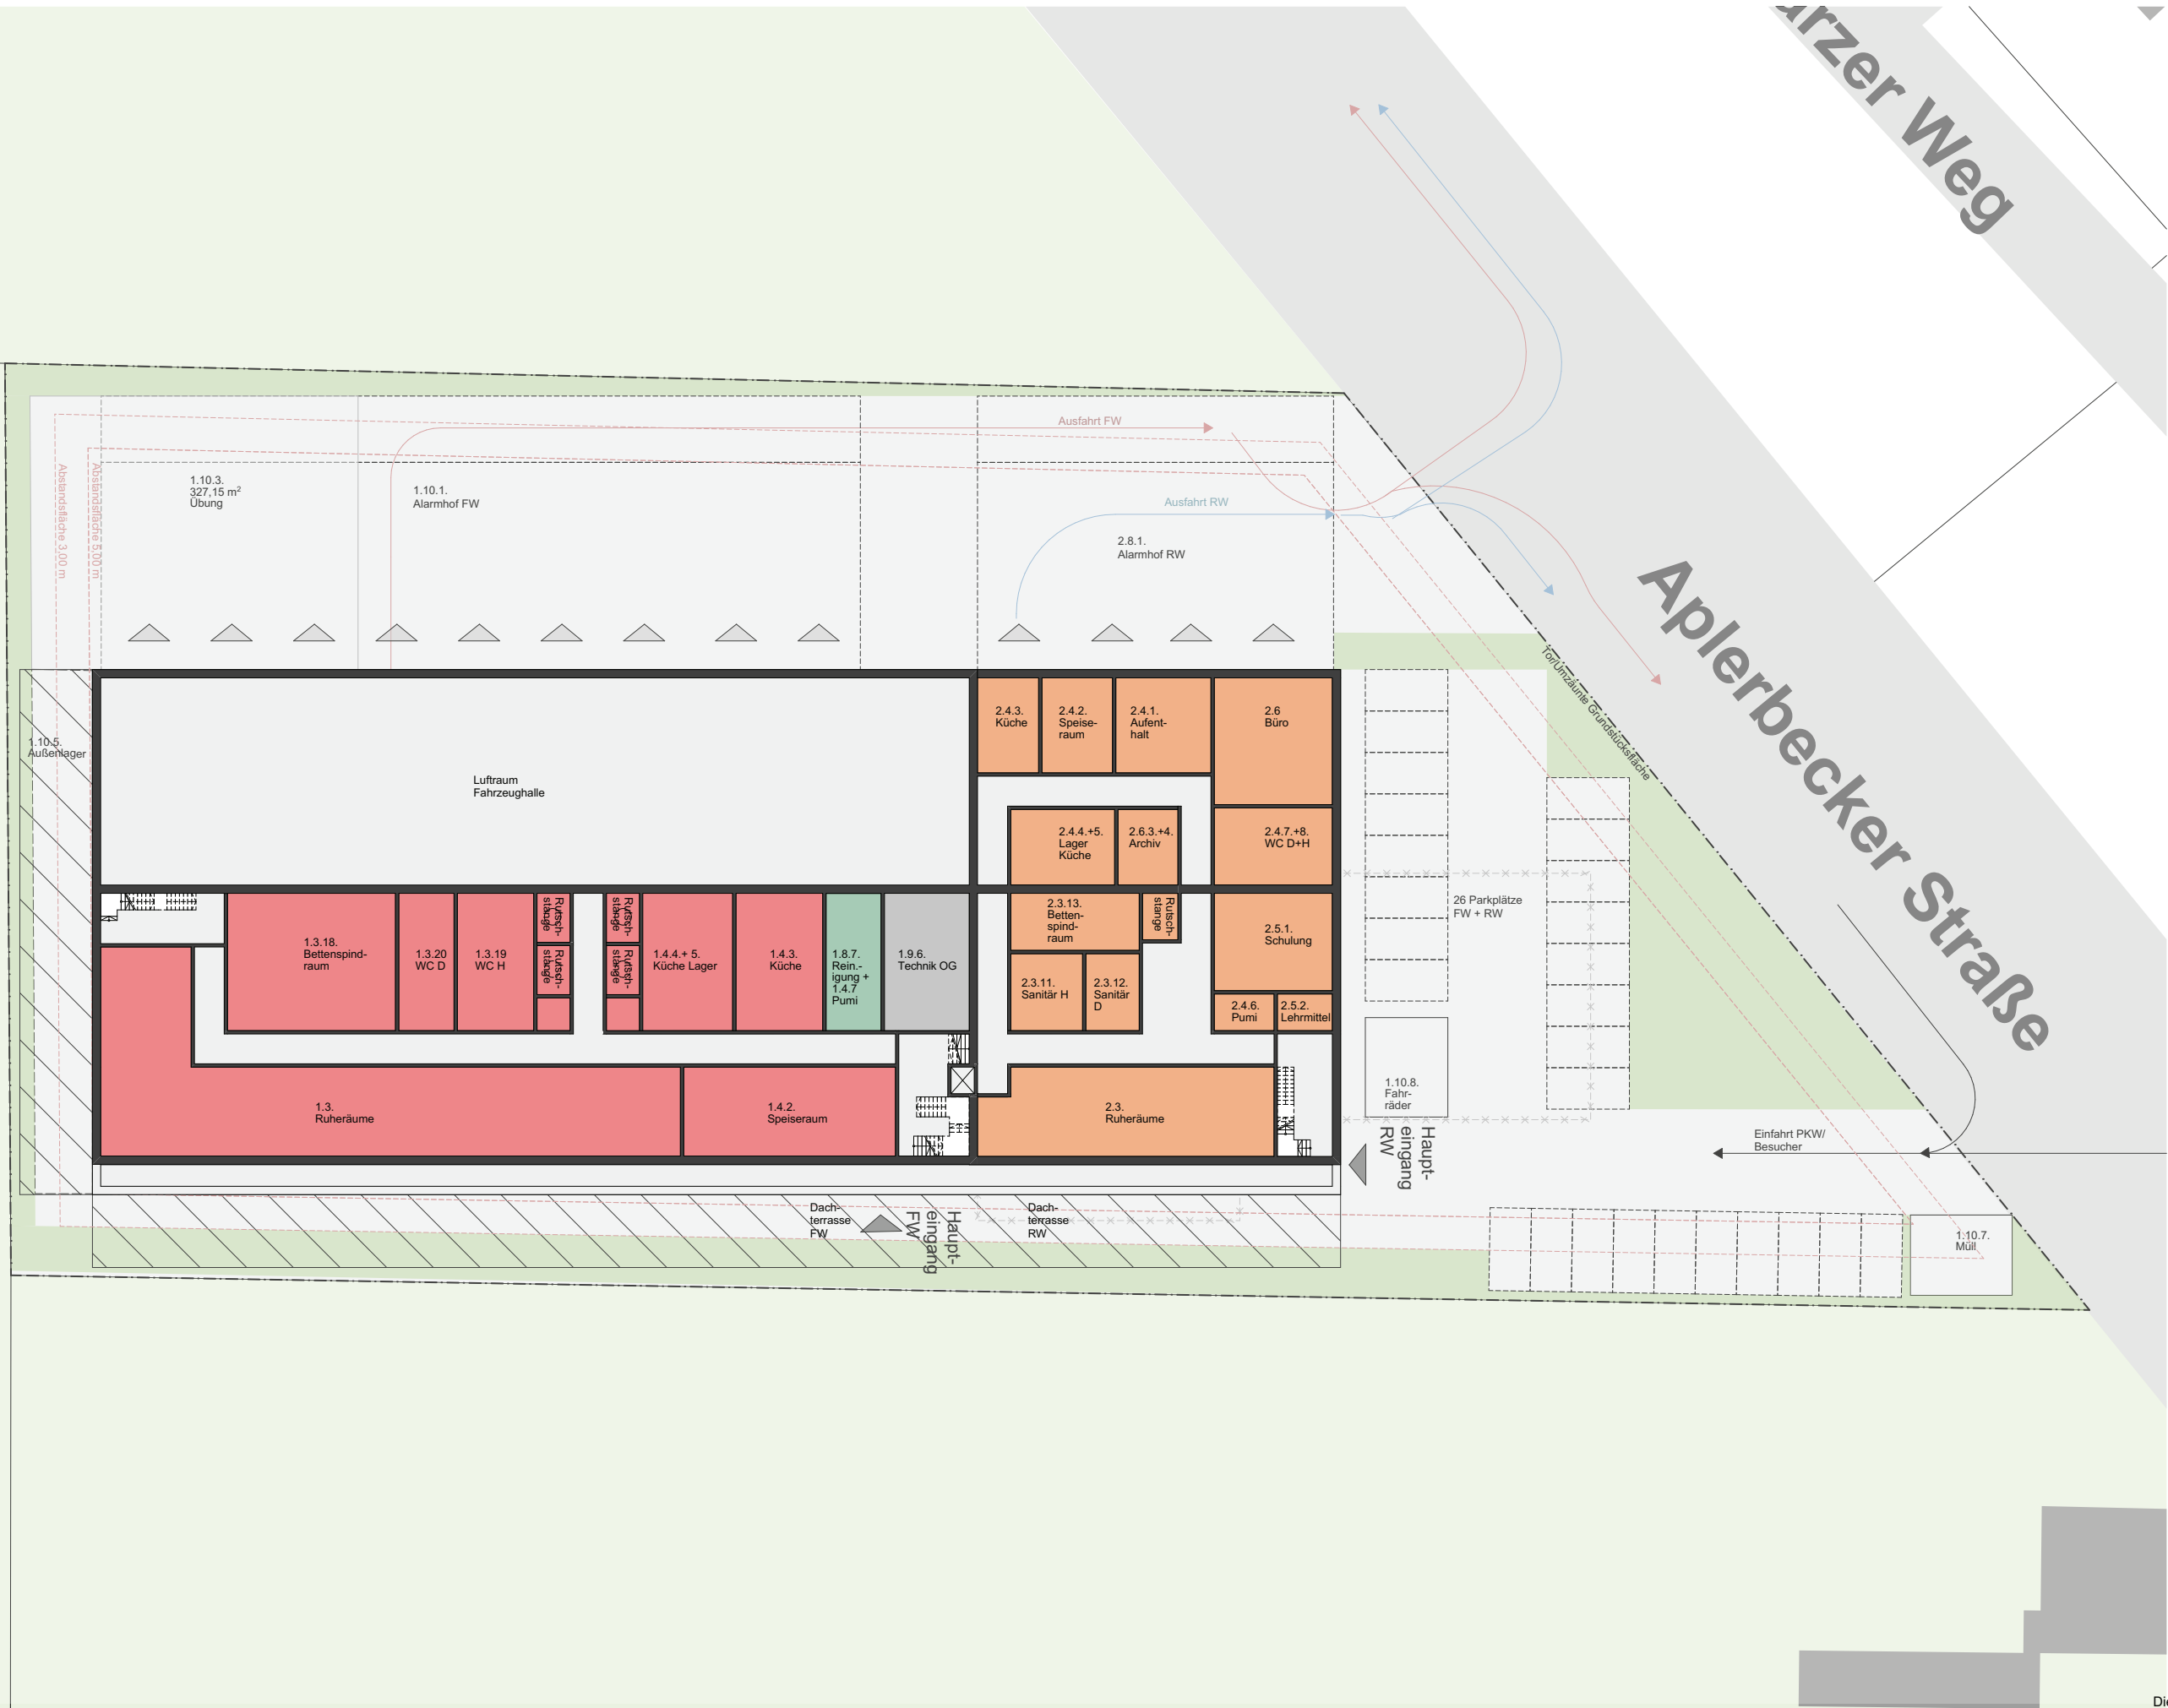 arzer Weg
Ausfahrt FW
Abstandsfläche 3,00 m
Abstandsfläche 5,00 m
1.10.3.
327,15 m²
Übung
1.10.1.
Alarmhof FW
Ausfahrt RW
2.8.1.
Alarmhof RW
Aplerbecker Straße
Tor/Umzäunte Grundstücksfläche
1.10.5.
Außenlager
Luftraum
Fahrzeughalle
2.4.3.
Küche
2.4.2.
Speise-
raum
2.4.1.
Aufent-
halt
2.6
Büro
2.4.4.+5.
Lager
Küche
2.6.3.+4.
Archiv
2.4.7.+8.
WC D+H
26 Parkplätze
FW + RW
1.3.18.
Bettenspind-
raum
1.3.20
WC D
1.3.19
WC H
Rutsch-
stange
Rutsch-
stange
Rutsch-
stange
Rutsch-
stange
1.4.4.+ 5.
Küche Lager
1.4.3.
Küche
1.8.7.
Rein.-
igung +
1.4.7
Pumi
1.9.6.
Technik OG
2.3.13.
Betten-
spind-
raum
Rutsch-
stange
2.5.1.
Schulung
2.3.11.
Sanitär H
2.3.12.
Sanitär
D
2.4.6.
Pumi
2.5.2.
Lehrmittel
1.3.
Ruheräume
1.4.2.
Speiseraum
2.3.
Ruheräume
1.10.8.
Fahr-
räder
Haupt-
eingang
RW
Einfahrt PKW/
Besucher
Dach-
terrasse
FW
Haupt-
eingang
FW
Dach-
terrasse
RW
1.10.7.
Müll
Die